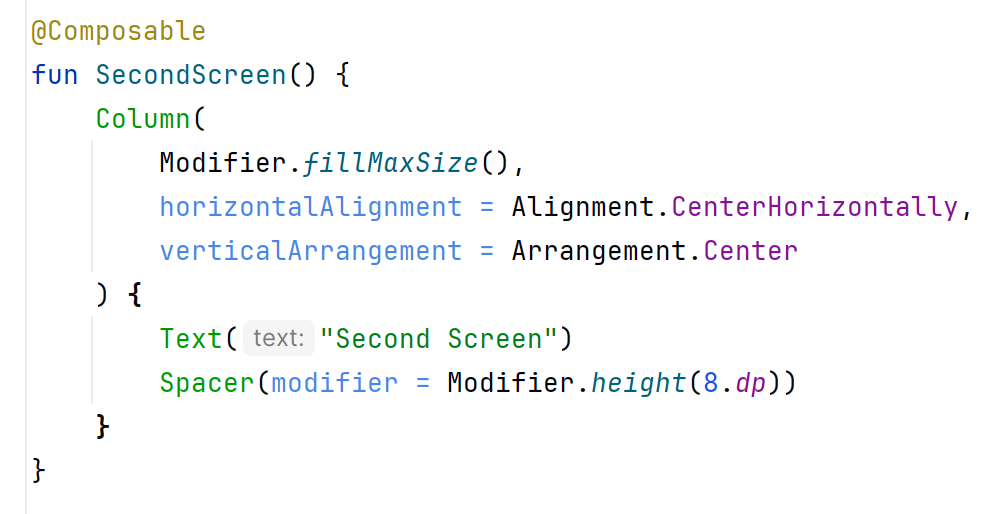 @Composable
fun SecondScreen() {
    Column(
        Modifier.fillMaxSize(),
        horizontalAlignment = Alignment.CenterHorizontally,
        verticalArrangement = Arrangement.Center
    ) {
        Text( text: "Second Screen")
        Spacer(modifier = Modifier.height(8.dp))
    }
}